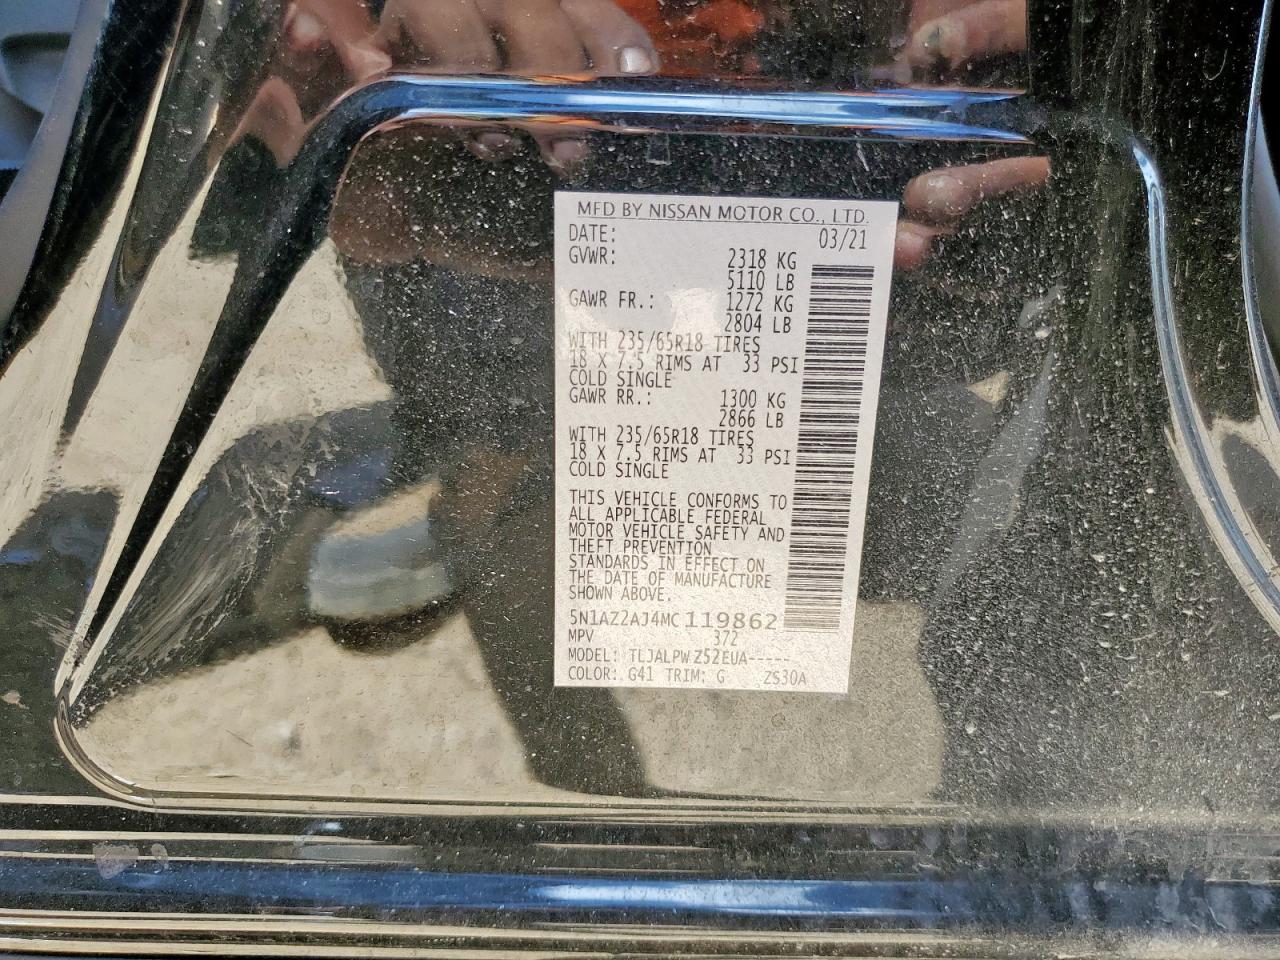 MFD BY NISSAN MOTOR CO., LTD.
DATE: 03/21
GVWR: 2318 KG
5110 LB
GAWR FR.: 1272 KG
2804 LB
WITH 235/65R18 TIRES
18 X 7.5 RIMS AT 33 PSI
COLD SINGLE
GAWR RR.: 1300 KG
2866 LB
WITH 235/65R18 TIRES
18 X 7.5 RIMS AT 33 PSI
COLD SINGLE
THIS VEHICLE CONFORMS TO
ALL APPLICABLE FEDERAL
MOTOR VEHICLE SAFETY AND
THEFT PREVENTION
STANDARDS IN EFFECT ON
THE DATE OF MANUFACTURE
SHOWN ABOVE.
5N1AZ2AJ4MC119862
MPV 372
MODEL: TLJALPWZ52EUA-----
COLOR: G41 TRIM: G ZS30A